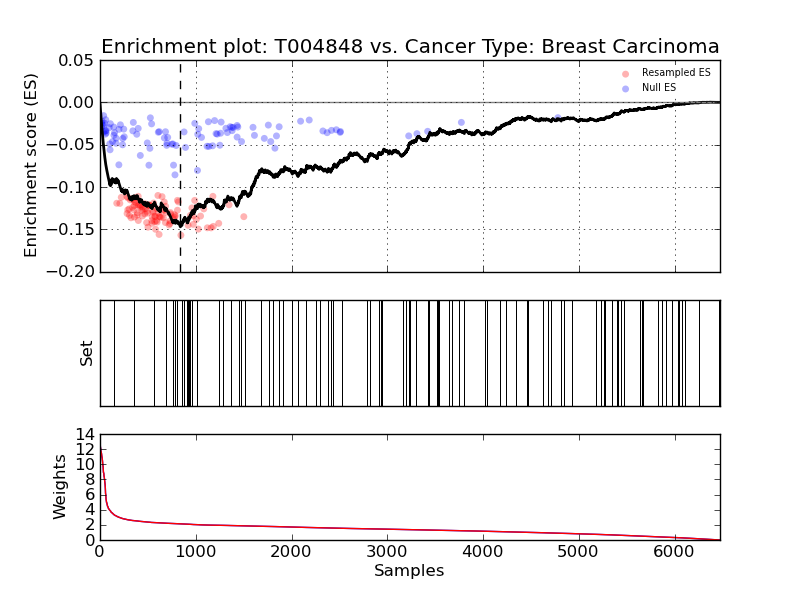 Enrichment plot: T004848 vs. Cancer Type: Breast Carcinoma
Enrichment score (ES)
0.05
0.00
−0.05
−0.10
−0.15
−0.20
Resampled ES
Null ES
Set
Weights
14
12
10
8
6
4
2
0
0 1000 2000 3000 4000 5000 6000
Samples